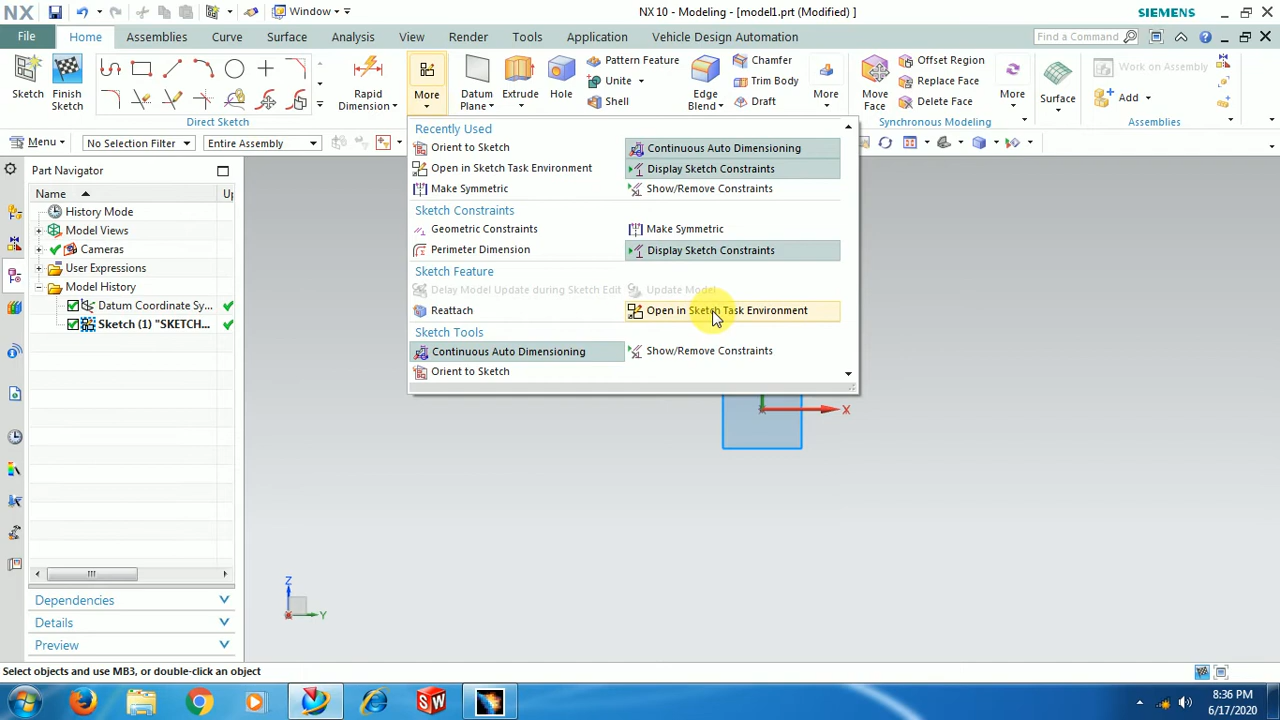 NX Window NX 10 - Modeling - [model1.prt (Modified) ] SIEMENS
File Home Assemblies Curve Surface Analysis View Render Tools Application Vehicle Design Automation Find a Command
Sketch Finish Sketch Rapid Dimension More Datum Plane Extrude Hole Pattern Feature Unite Shell Edge Blend Chamfer Trim Body Draft More Move Face Offset Region Replace Face Delete Face More Surface Work on Assembly Add
Direct Sketch Synchronous Modeling Assemblies
Menu No Selection Filter Entire Assembly
Recently Used
Orient to Sketch Continuous Auto Dimensioning
Open in Sketch Task Environment Display Sketch Constraints
Make Symmetric Show/Remove Constraints
Sketch Constraints
Geometric Constraints Make Symmetric
Perimeter Dimension Display Sketch Constraints
Sketch Feature
Delay Model Update during Sketch Edit Update Model
Reattach Open in Sketch Task Environment
Sketch Tools
Continuous Auto Dimensioning Show/Remove Constraints
Orient to Sketch
Part Navigator
Name Up
History Mode
Model Views
Cameras
User Expressions
Model History
Datum Coordinate Sy...
Sketch (1) "SKETCH...
Dependencies
Details
Preview
X
Z
Y
Select objects and use MB3, or double-click an object
8:36 PM
6/17/2020